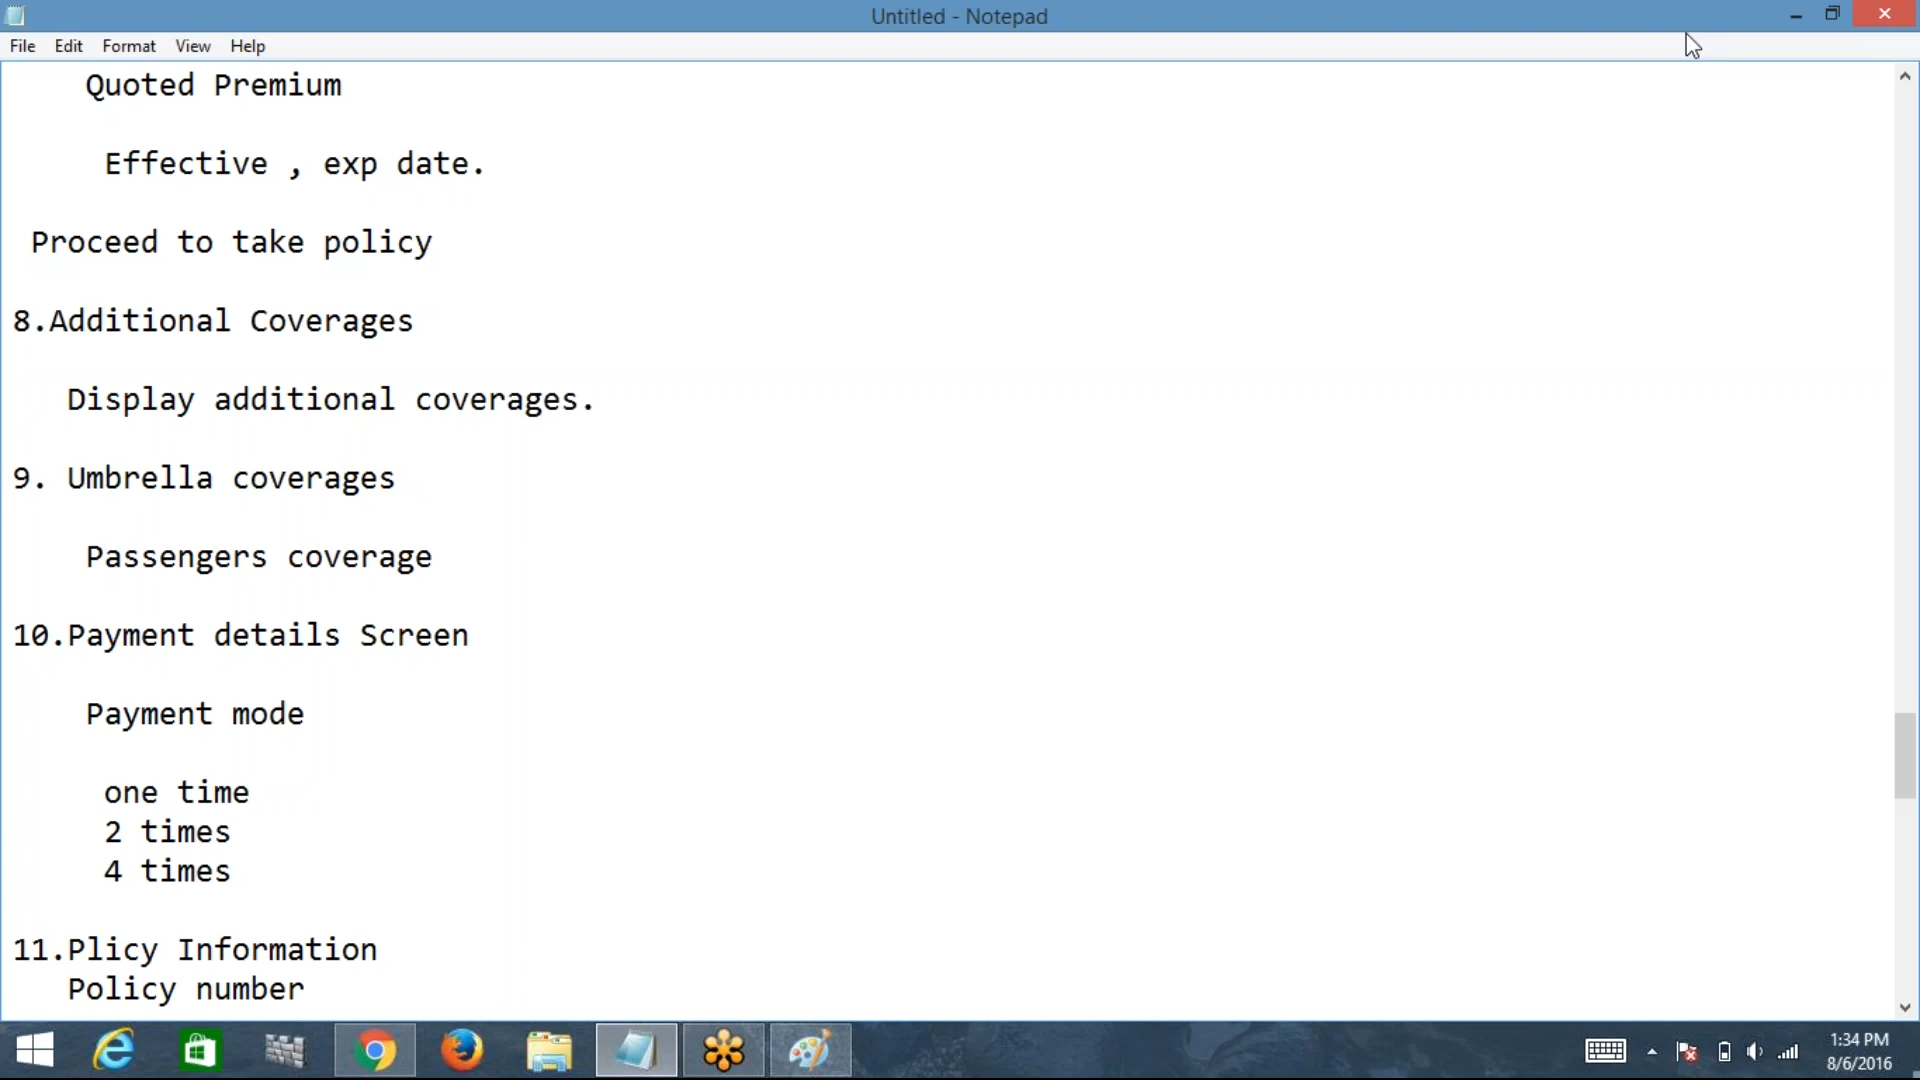 Untitled - Notepad
File Edit Format View Help
Quoted Premium
Effective , exp date.
Proceed to take policy
8.Additional Coverages
Display additional coverages.
9. Umbrella coverages
Passengers coverage
10.Payment details Screen
Payment mode
one time
2 times
4 times
11.Plicy Information
Policy number
1:34 PM
8/6/2016